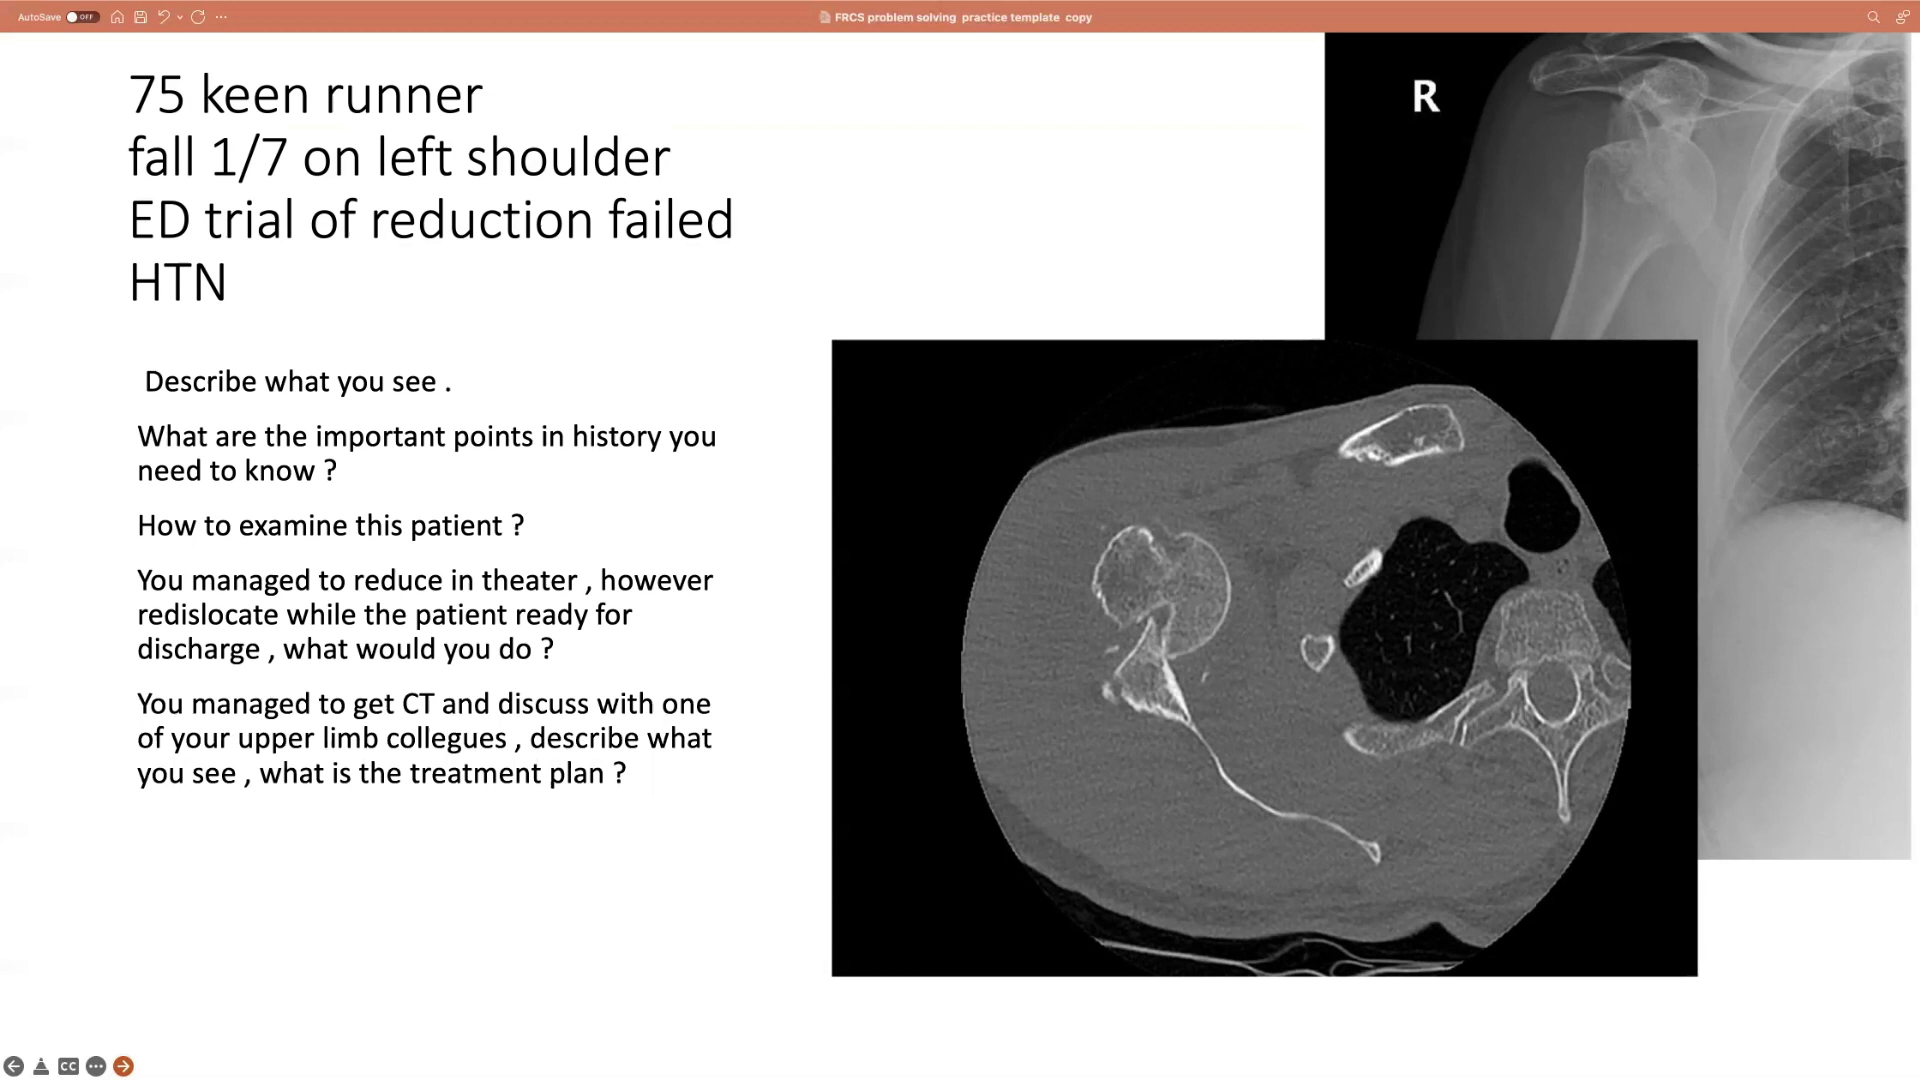 AutoSave OFF
FRCS problem solving practice template copy
75 keen runner
fall 1/7 on left shoulder
ED trial of reduction failed
HTN
Describe what you see .
What are the important points in history you
need to know ?
How to examine this patient ?
You managed to reduce in theater , however
redislocate while the patient ready for
discharge , what would you do ?
You managed to get CT and discuss with one
of your upper limb collegues , describe what
you see , what is the treatment plan ?
R
CC